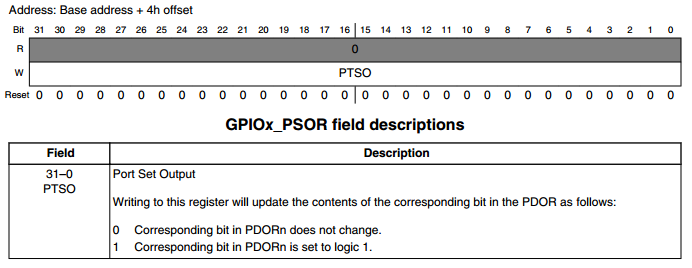 Address: Base address + 4h offset
Bit 31 30 29 28 27 26 25 24 23 22 21 20 19 18 17 16 15 14 13 12 11 10 9 8 7 6 5 4 3 2 1 0
R 0
W PTSO
Reset 0 0 0 0 0 0 0 0 0 0 0 0 0 0 0 0 0 0 0 0 0 0 0 0 0 0 0 0 0 0 0 0
GPIOx_PSOR field descriptions
Field Description
31–0 Port Set Output
PTSO
Writing to this register will update the contents of the corresponding bit in the PDOR as follows:
0 Corresponding bit in PDORn does not change.
1 Corresponding bit in PDORn is set to logic 1.